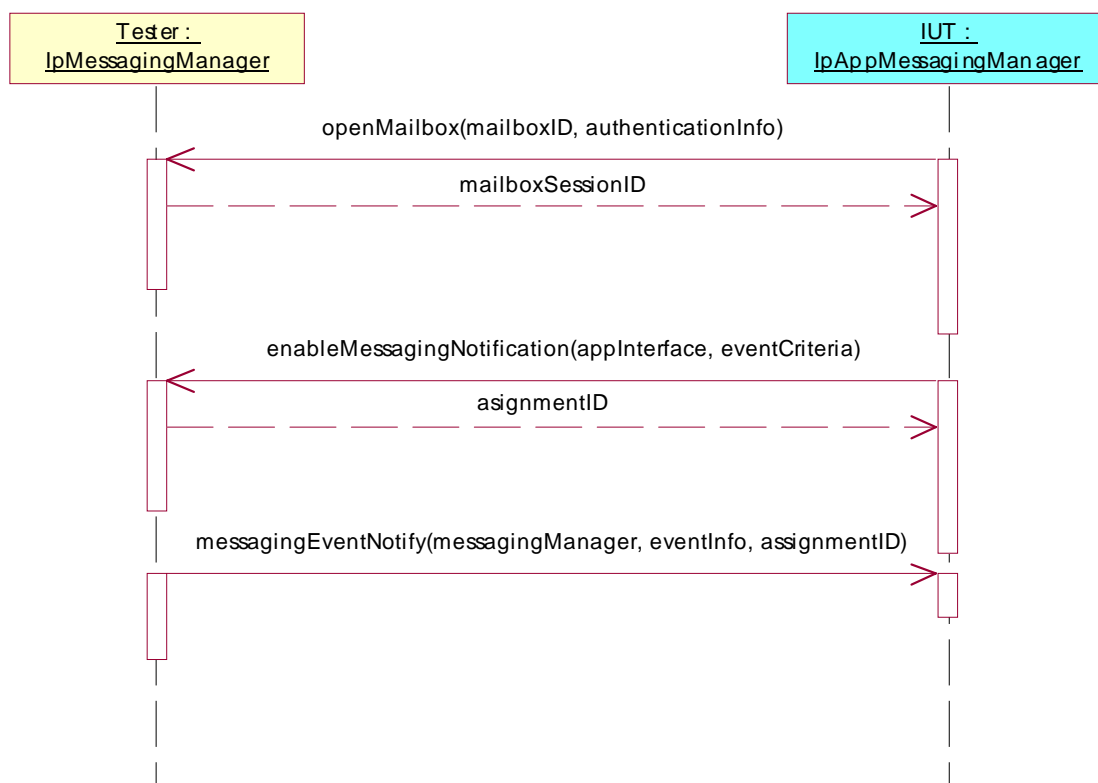 Tester :
IpMessagingManager
IUT :
IpAppMessagingManager
openMailbox(mailboxID, authenticationInfo)
mailboxSessionID
enableMessagingNotification(appInterface, eventCriteria)
asignmentID
messagingEventNotify(messagingManager, eventInfo, assignmentID)